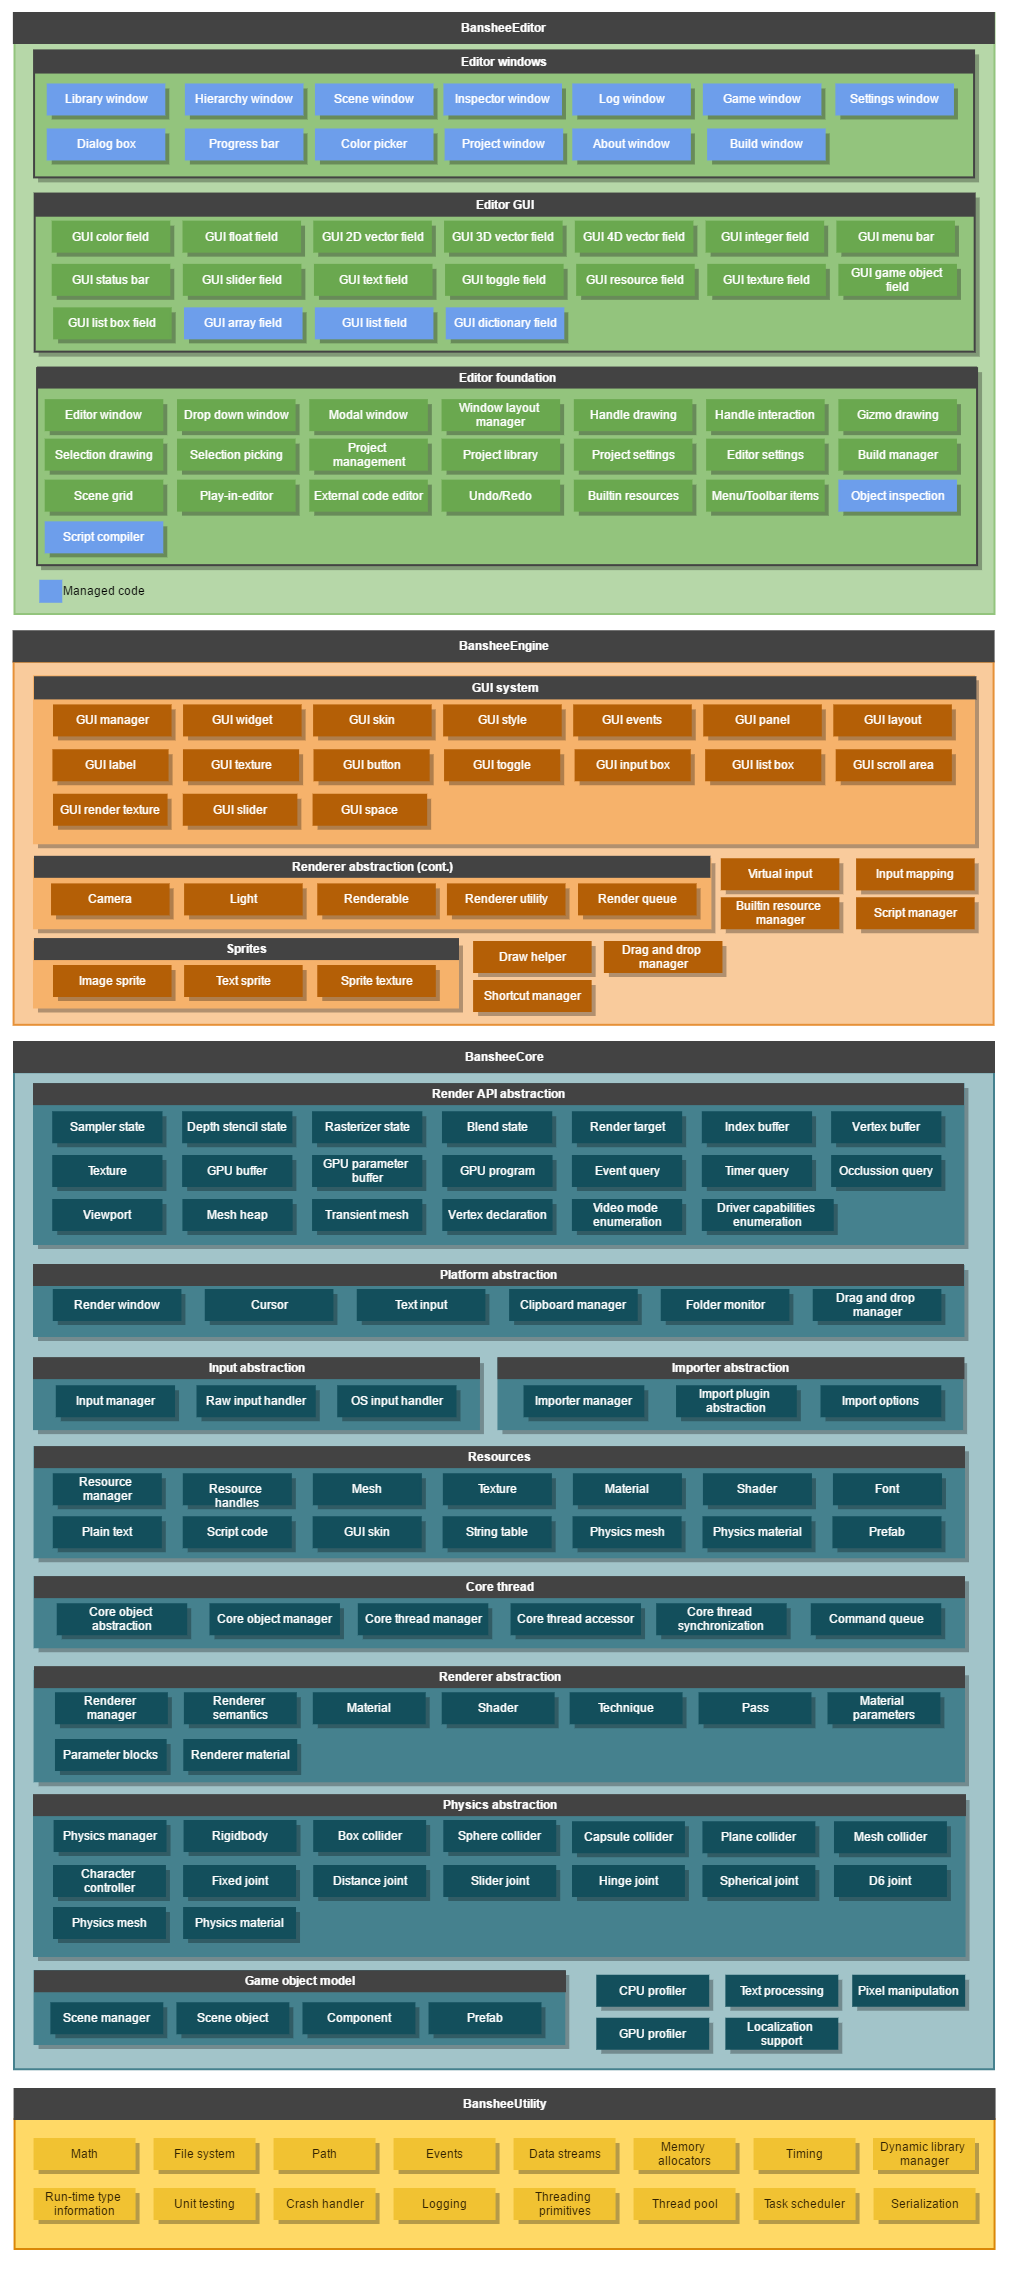 BansheeEditor
Editor windows
Library window
Hierarchy window
Scene window
Inspector window
Log window
Game window
Settings window
Dialog box
Progress bar
Color picker
Project window
About window
Build window
Editor GUI
GUI color field
GUI float field
GUI 2D vector field
GUI 3D vector field
GUI 4D vector field
GUI integer field
GUI menu bar
GUI status bar
GUI slider field
GUI text field
GUI toggle field
GUI resource field
GUI texture field
GUI game object
field
GUI list box field
GUI array field
GUI list field
GUI dictionary field
Editor foundation
Editor window
Drop down window
Modal window
Window layout
manager
Handle drawing
Handle interaction
Gizmo drawing
Selection drawing
Selection picking
Project
management
Project library
Project settings
Editor settings
Build manager
Scene grid
Play-in-editor
External code editor
Undo/Redo
Builtin resources
Menu/Toolbar items
Object inspection
Script compiler
Managed code
BansheeEngine
GUI system
GUI manager
GUI widget
GUI skin
GUI style
GUI events
GUI panel
GUI layout
GUI label
GUI texture
GUI button
GUI toggle
GUI input box
GUI list box
GUI scroll area
GUI render texture
GUI slider
GUI space
Renderer abstraction (cont.)
Camera
Light
Renderable
Renderer utility
Render queue
Virtual input
Input mapping
Builtin resource
manager
Script manager
Sprites
Image sprite
Text sprite
Sprite texture
Draw helper
Drag and drop
manager
Shortcut manager
BansheeCore
Render API abstraction
Sampler state
Depth stencil state
Rasterizer state
Blend state
Render target
Index buffer
Vertex buffer
Texture
GPU buffer
GPU parameter
buffer
GPU program
Event query
Timer query
Occlussion query
Viewport
Mesh heap
Transient mesh
Vertex declaration
Video mode
enumeration
Driver capabilities
enumeration
Platform abstraction
Render window
Cursor
Text input
Clipboard manager
Folder monitor
Drag and drop
manager
Input abstraction
Input manager
Raw input handler
OS input handler
Importer abstraction
Importer manager
Import plugin
abstraction
Import options
Resources
Resource
manager
Resource
handles
Mesh
Texture
Material
Shader
Font
Plain text
Script code
GUI skin
String table
Physics mesh
Physics material
Prefab
Core thread
Core object
abstraction
Core object manager
Core thread manager
Core thread accessor
Core thread
synchronization
Command queue
Renderer abstraction
Renderer
manager
Renderer
semantics
Material
Shader
Technique
Pass
Material
parameters
Parameter blocks
Renderer material
Physics abstraction
Physics manager
Rigidbody
Box collider
Sphere collider
Capsule collider
Plane collider
Mesh collider
Character
controller
Fixed joint
Distance joint
Slider joint
Hinge joint
Spherical joint
D6 joint
Physics mesh
Physics material
Game object model
Scene manager
Scene object
Component
Prefab
CPU profiler
Text processing
Pixel manipulation
GPU profiler
Localization
support
BansheeUtility
Math
File system
Path
Events
Data streams
Memory
allocators
Timing
Dynamic library
manager
Run-time type
information
Unit testing
Crash handler
Logging
Threading
primitives
Thread pool
Task scheduler
Serialization